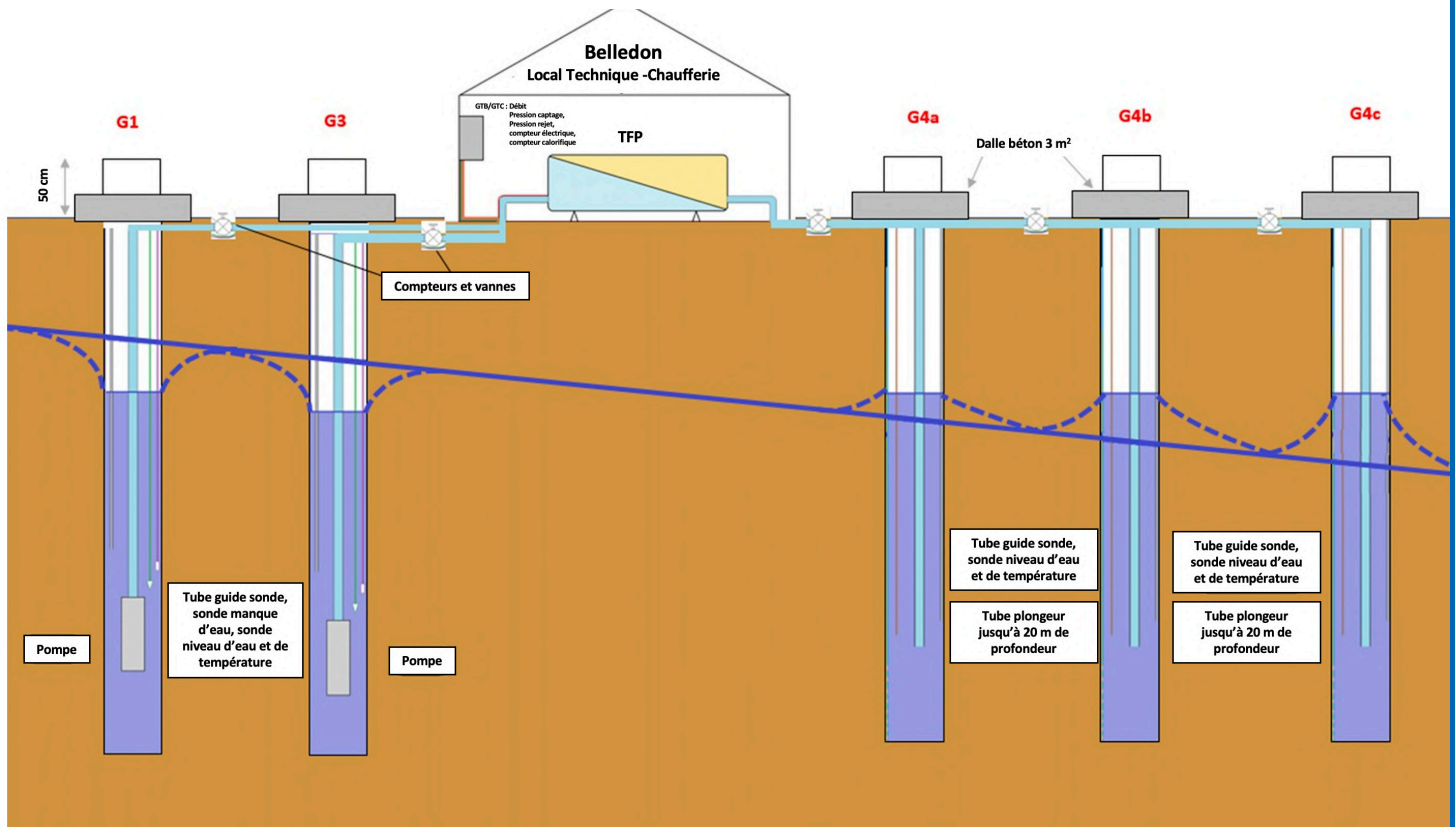 Belledon
Local Technique -Chaufferie
GTB/GTC : Débit
Pression captage,
Pression rejet,
compteur électrique,
compteur calorifique
TFP
G1
G3
G4a
G4b
G4c
Dalle béton 3 m²
50 cm
Compteurs et vannes
Tube guide sonde,
sonde manque
d’eau, sonde
niveau d’eau et de
température
Pompe
Pompe
Tube guide sonde,
sonde niveau d’eau
et de température
Tube plongeur
jusqu’à 20 m de
profondeur
Tube guide sonde,
sonde niveau d’eau
et de température
Tube plongeur
jusqu’à 20 m de
profondeur